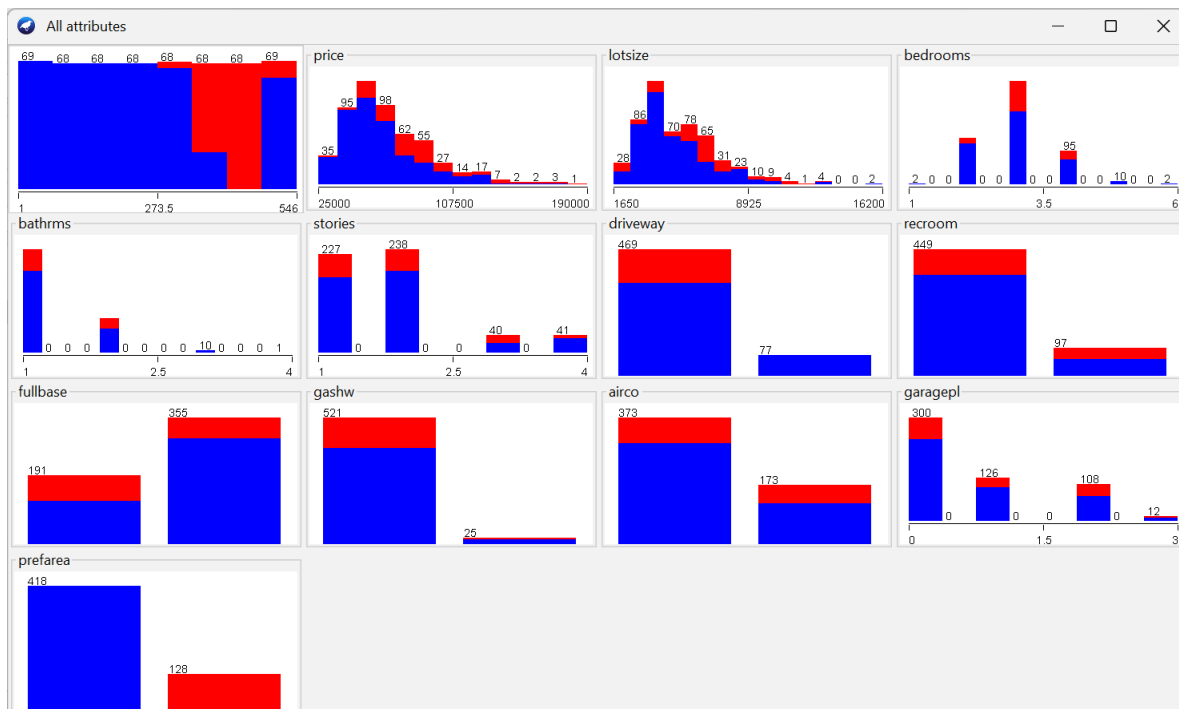 All attributes
69 68 68 68 68 68 68 69
1 273.5 546
price
35 95 98 62 55 27 14 17 7 2 2 3 1
25000 107500 190000
lotsize
28 86 70 78 65 31 23 10 9 4 1 4 0 0 2
1650 8925 16200
bedrooms
2 0 0 0 0 0 0 95 0 0 10 0 0 2
1 3.5 6
bathrms
0 0 0 0 0 0 0 10 0 0 0 1
1 2.5 4
stories
227 0 238 0 0 40 0 41
1 2.5 4
driveway
469 77
recroom
449 97
fullbase
191 355
gashw
521 25
airco
373 173
garagepl
300 0 126 0 0 108 0 12
0 1.5 3
prefarea
418 128